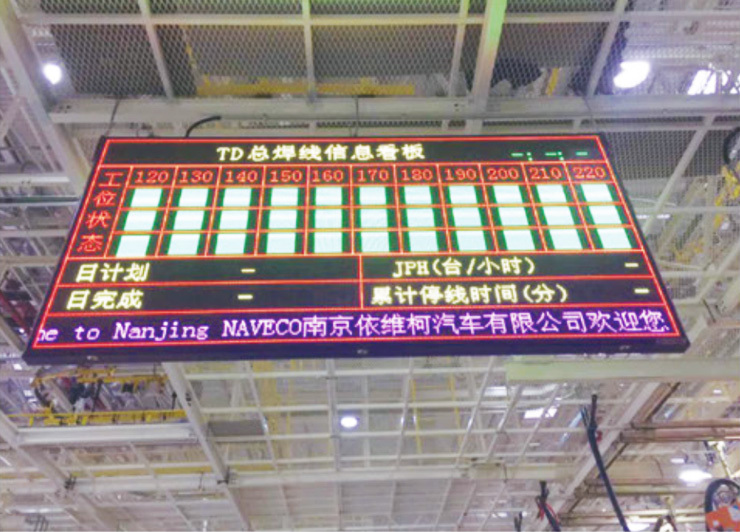 TD总焊线信息看板 -:-:-
工位状态 120 130 140 150 160 170 180 190 200 210 220
日计划 - JPH(台/小时) -
日完成 - 累计停线时间(分) -
me to Nanjing NAVECO南京依维柯汽车有限公司欢迎您